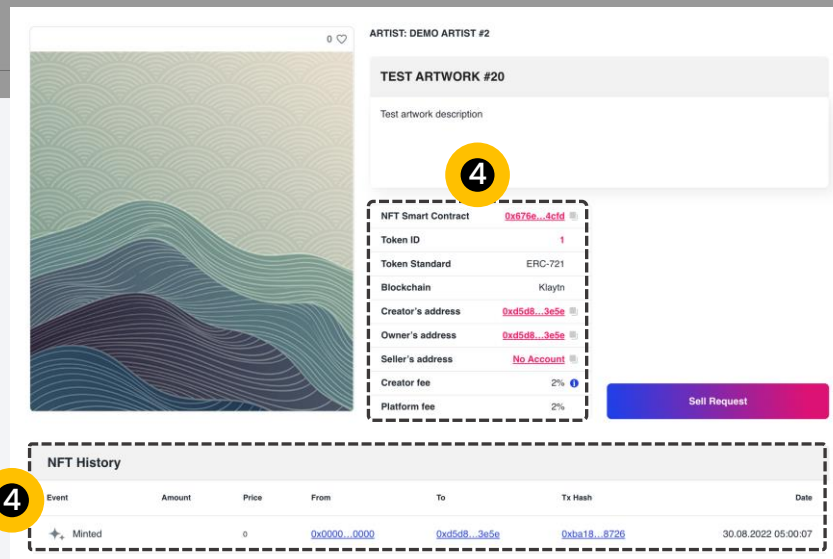 0
ARTIST: DEMO ARTIST #2
TEST ARTWORK #20
Test artwork description
4
NFT Smart Contract 0x676e...4cfd
Token ID 1
Token Standard ERC-721
Blockchain Klaytn
Creator's address 0xd5d8...3e5e
Owner's address 0xd5d8...3e5e
Seller's address No Account
Creator fee 2%
Platform fee 2%
Sell Request
NFT History
4
Event Amount Price From To Tx Hash Date
Minted 0 0x0000...0000 0xd5d8...3e5e 0xba18...8726 30.08.2022 05:00:07